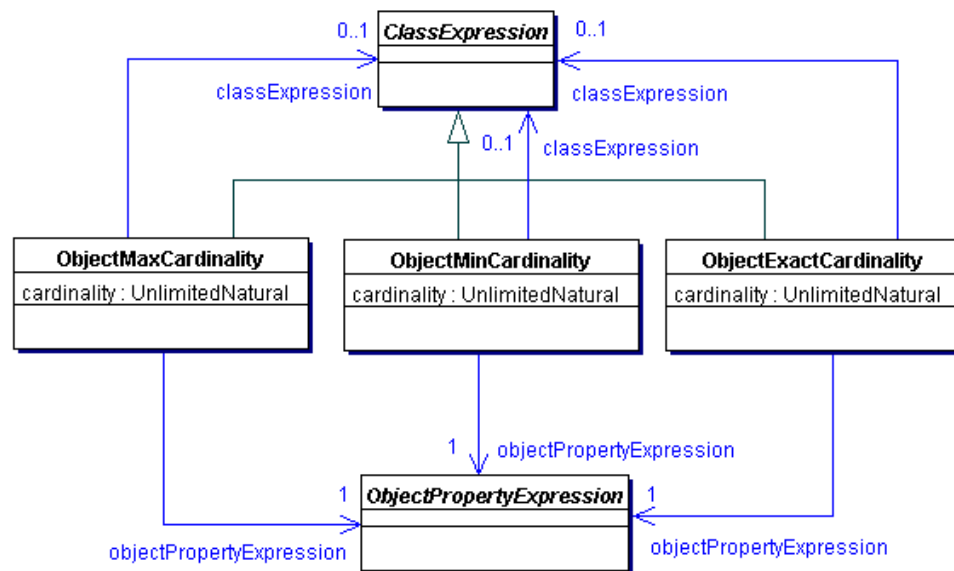 0..1
ClassExpression
0..1
classExpression
classExpression
0..1
classExpression
ObjectMaxCardinality
cardinality : UnlimitedNatural
ObjectMinCardinality
cardinality : UnlimitedNatural
ObjectExactCardinality
cardinality : UnlimitedNatural
1
objectPropertyExpression
1
ObjectPropertyExpression
1
objectPropertyExpression
objectPropertyExpression